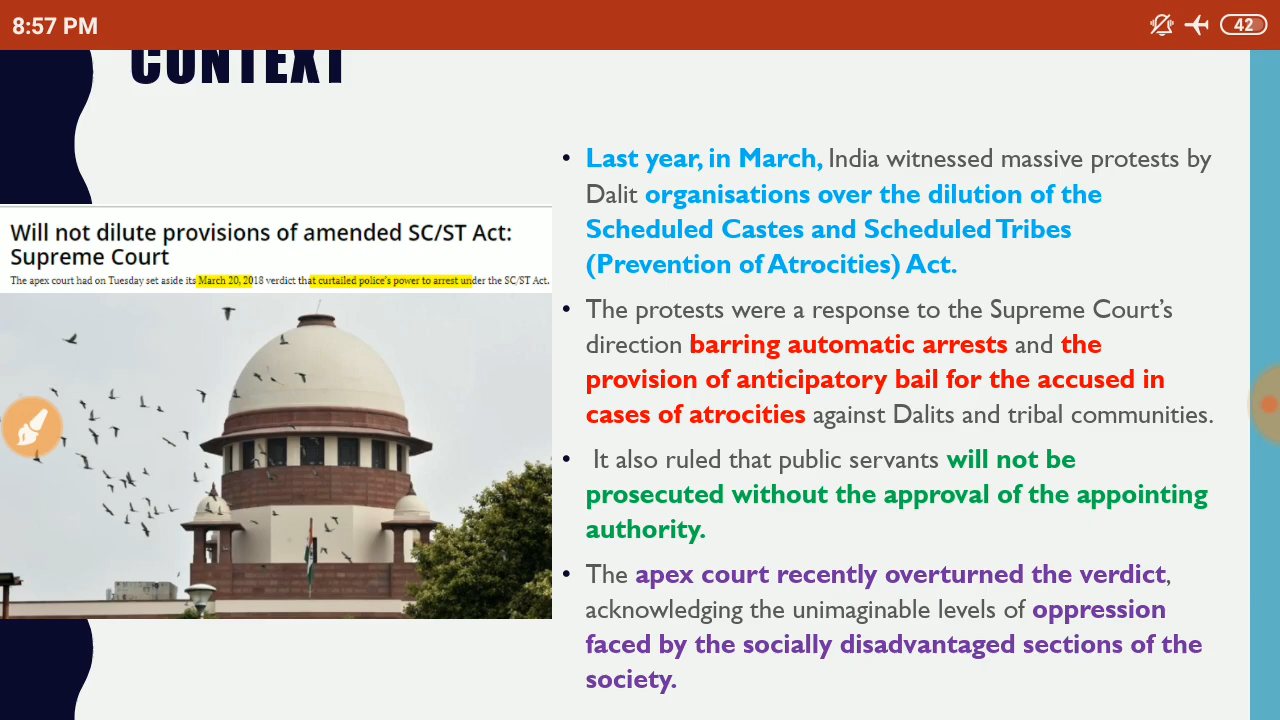 8:57 PM
42
CONTEXT
Will not dilute provisions of amended SC/ST Act:
Supreme Court
The apex court had on Tuesday set aside its March 20, 2018 verdict that curtailed police's power to arrest under the SC/ST Act.
• Last year, in March, India witnessed massive protests by
Dalit organisations over the dilution of the
Scheduled Castes and Scheduled Tribes
(Prevention of Atrocities) Act.
• The protests were a response to the Supreme Court’s
direction barring automatic arrests and the
provision of anticipatory bail for the accused in
cases of atrocities against Dalits and tribal communities.
• It also ruled that public servants will not be
prosecuted without the approval of the appointing
authority.
• The apex court recently overturned the verdict,
acknowledging the unimaginable levels of oppression
faced by the socially disadvantaged sections of the
society.